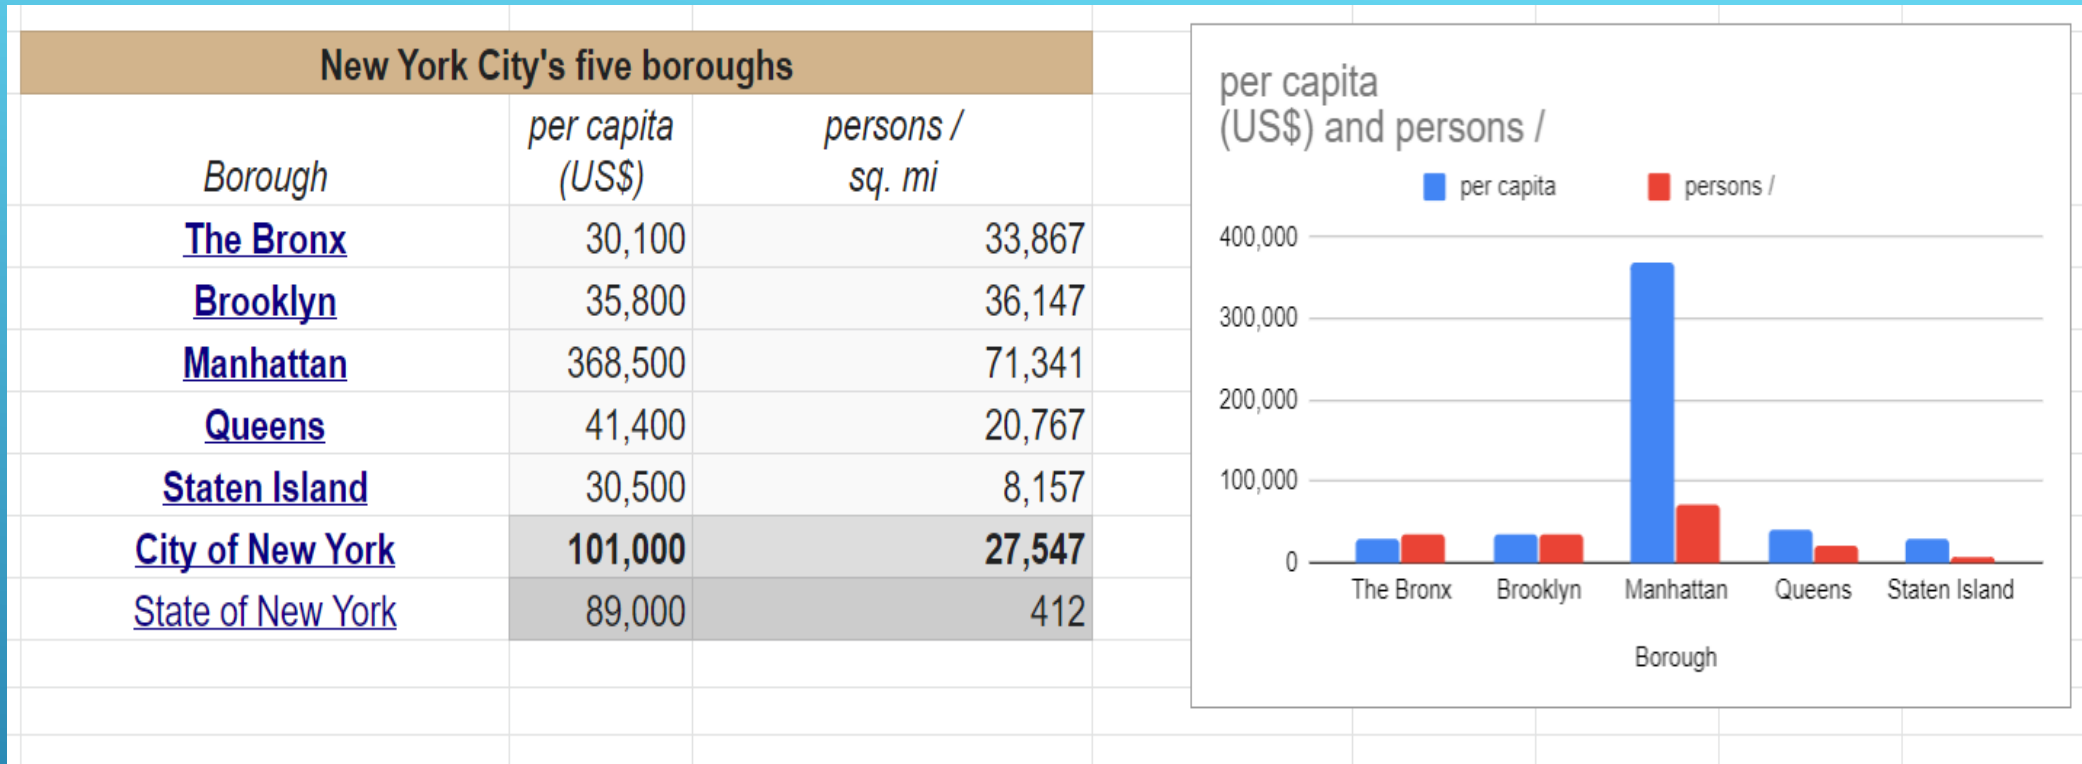 New York City's five boroughs
Borough per capita (US$) persons / sq. mi
The Bronx 30,100 33,867
Brooklyn 35,800 36,147
Manhattan 368,500 71,341
Queens 41,400 20,767
Staten Island 30,500 8,157
City of New York 101,000 27,547
State of New York 89,000 412
per capita
(US$) and persons /
per capita persons /
400,000
300,000
200,000
100,000
0
The Bronx Brooklyn Manhattan Queens Staten Island
Borough